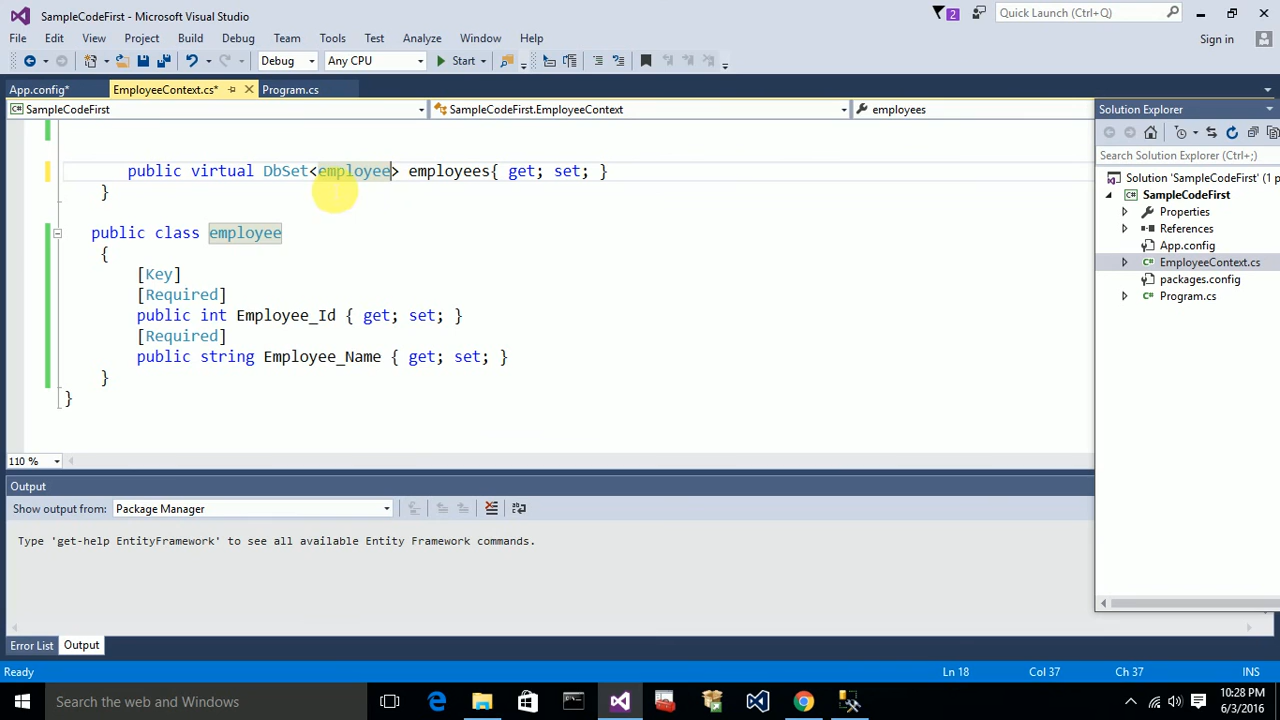 SampleCodeFirst - Microsoft Visual Studio
2
Quick Launch (Ctrl+Q)
File Edit View Project Build Debug Team Tools Test Analyze Window Help
Sign in
Debug Any CPU Start
App.config* EmployeeContext.cs* Program.cs
SampleCodeFirst SampleCodeFirst.EmployeeContext employees
public virtual DbSet<employee> employees{ get; set; }
}
public class employee
{
[Key]
[Required]
public int Employee_Id { get; set; }
[Required]
public string Employee_Name { get; set; }
}
}
110 %
Solution Explorer
Search Solution Explorer (Ctrl+;)
Solution 'SampleCodeFirst' (1 p
SampleCodeFirst
Properties
References
App.config
C# EmployeeContext.cs
packages.config
C# Program.cs
Output
Show output from: Package Manager
Type 'get-help EntityFramework' to see all available Entity Framework commands.
Error List Output
Ready Ln 18 Col 37 Ch 37 INS
Search the web and Windows
10:28 PM
6/3/2016